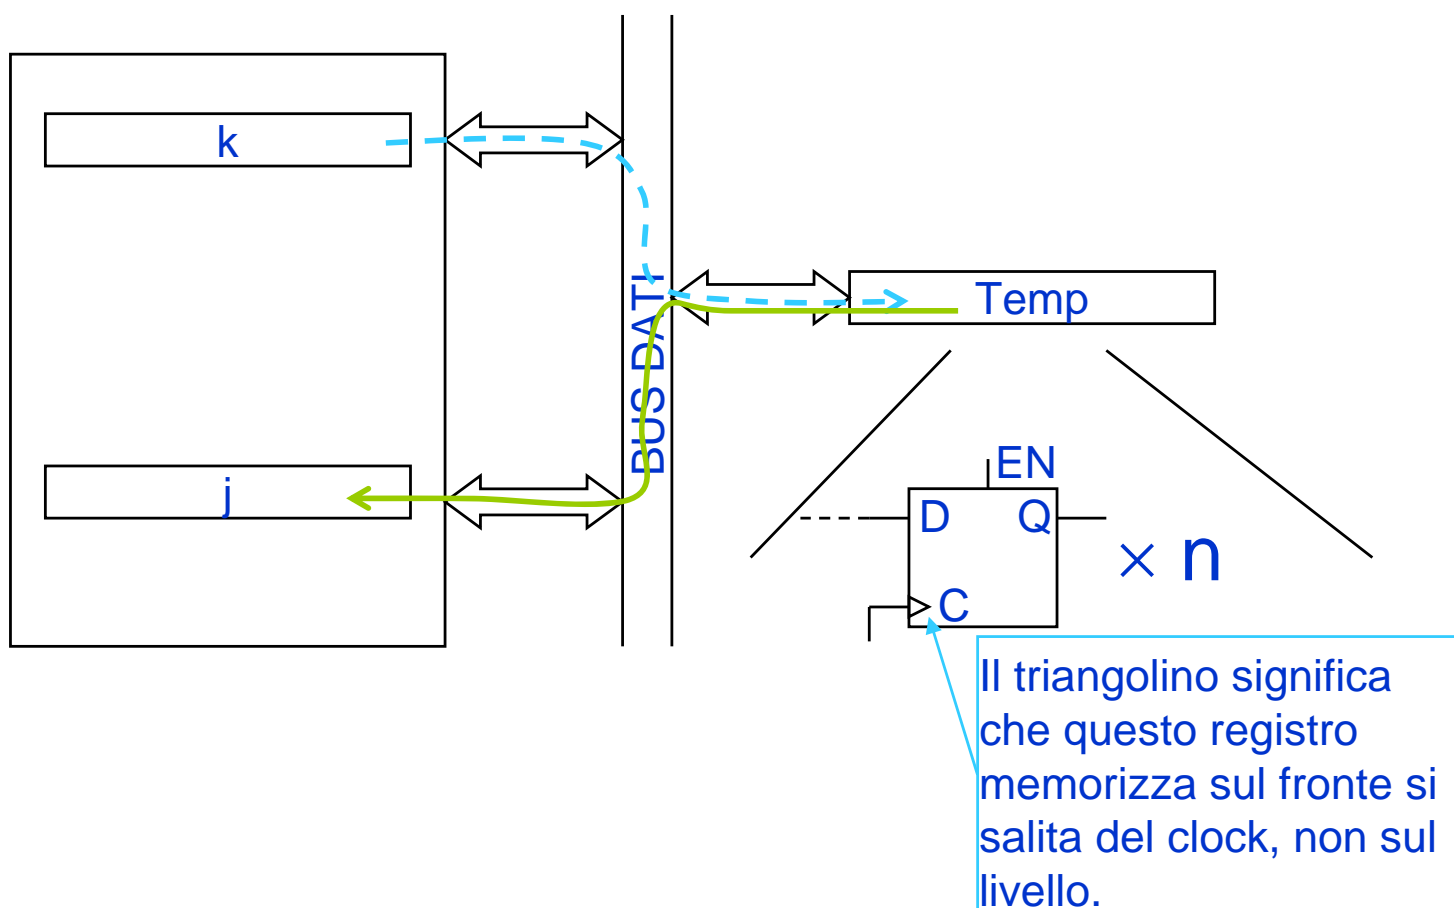 k
BUS DATI
Temp
j
EN
D Q
× n
C
Il triangolino significa
che questo registro
memorizza sul fronte si
salita del clock, non sul
livello.